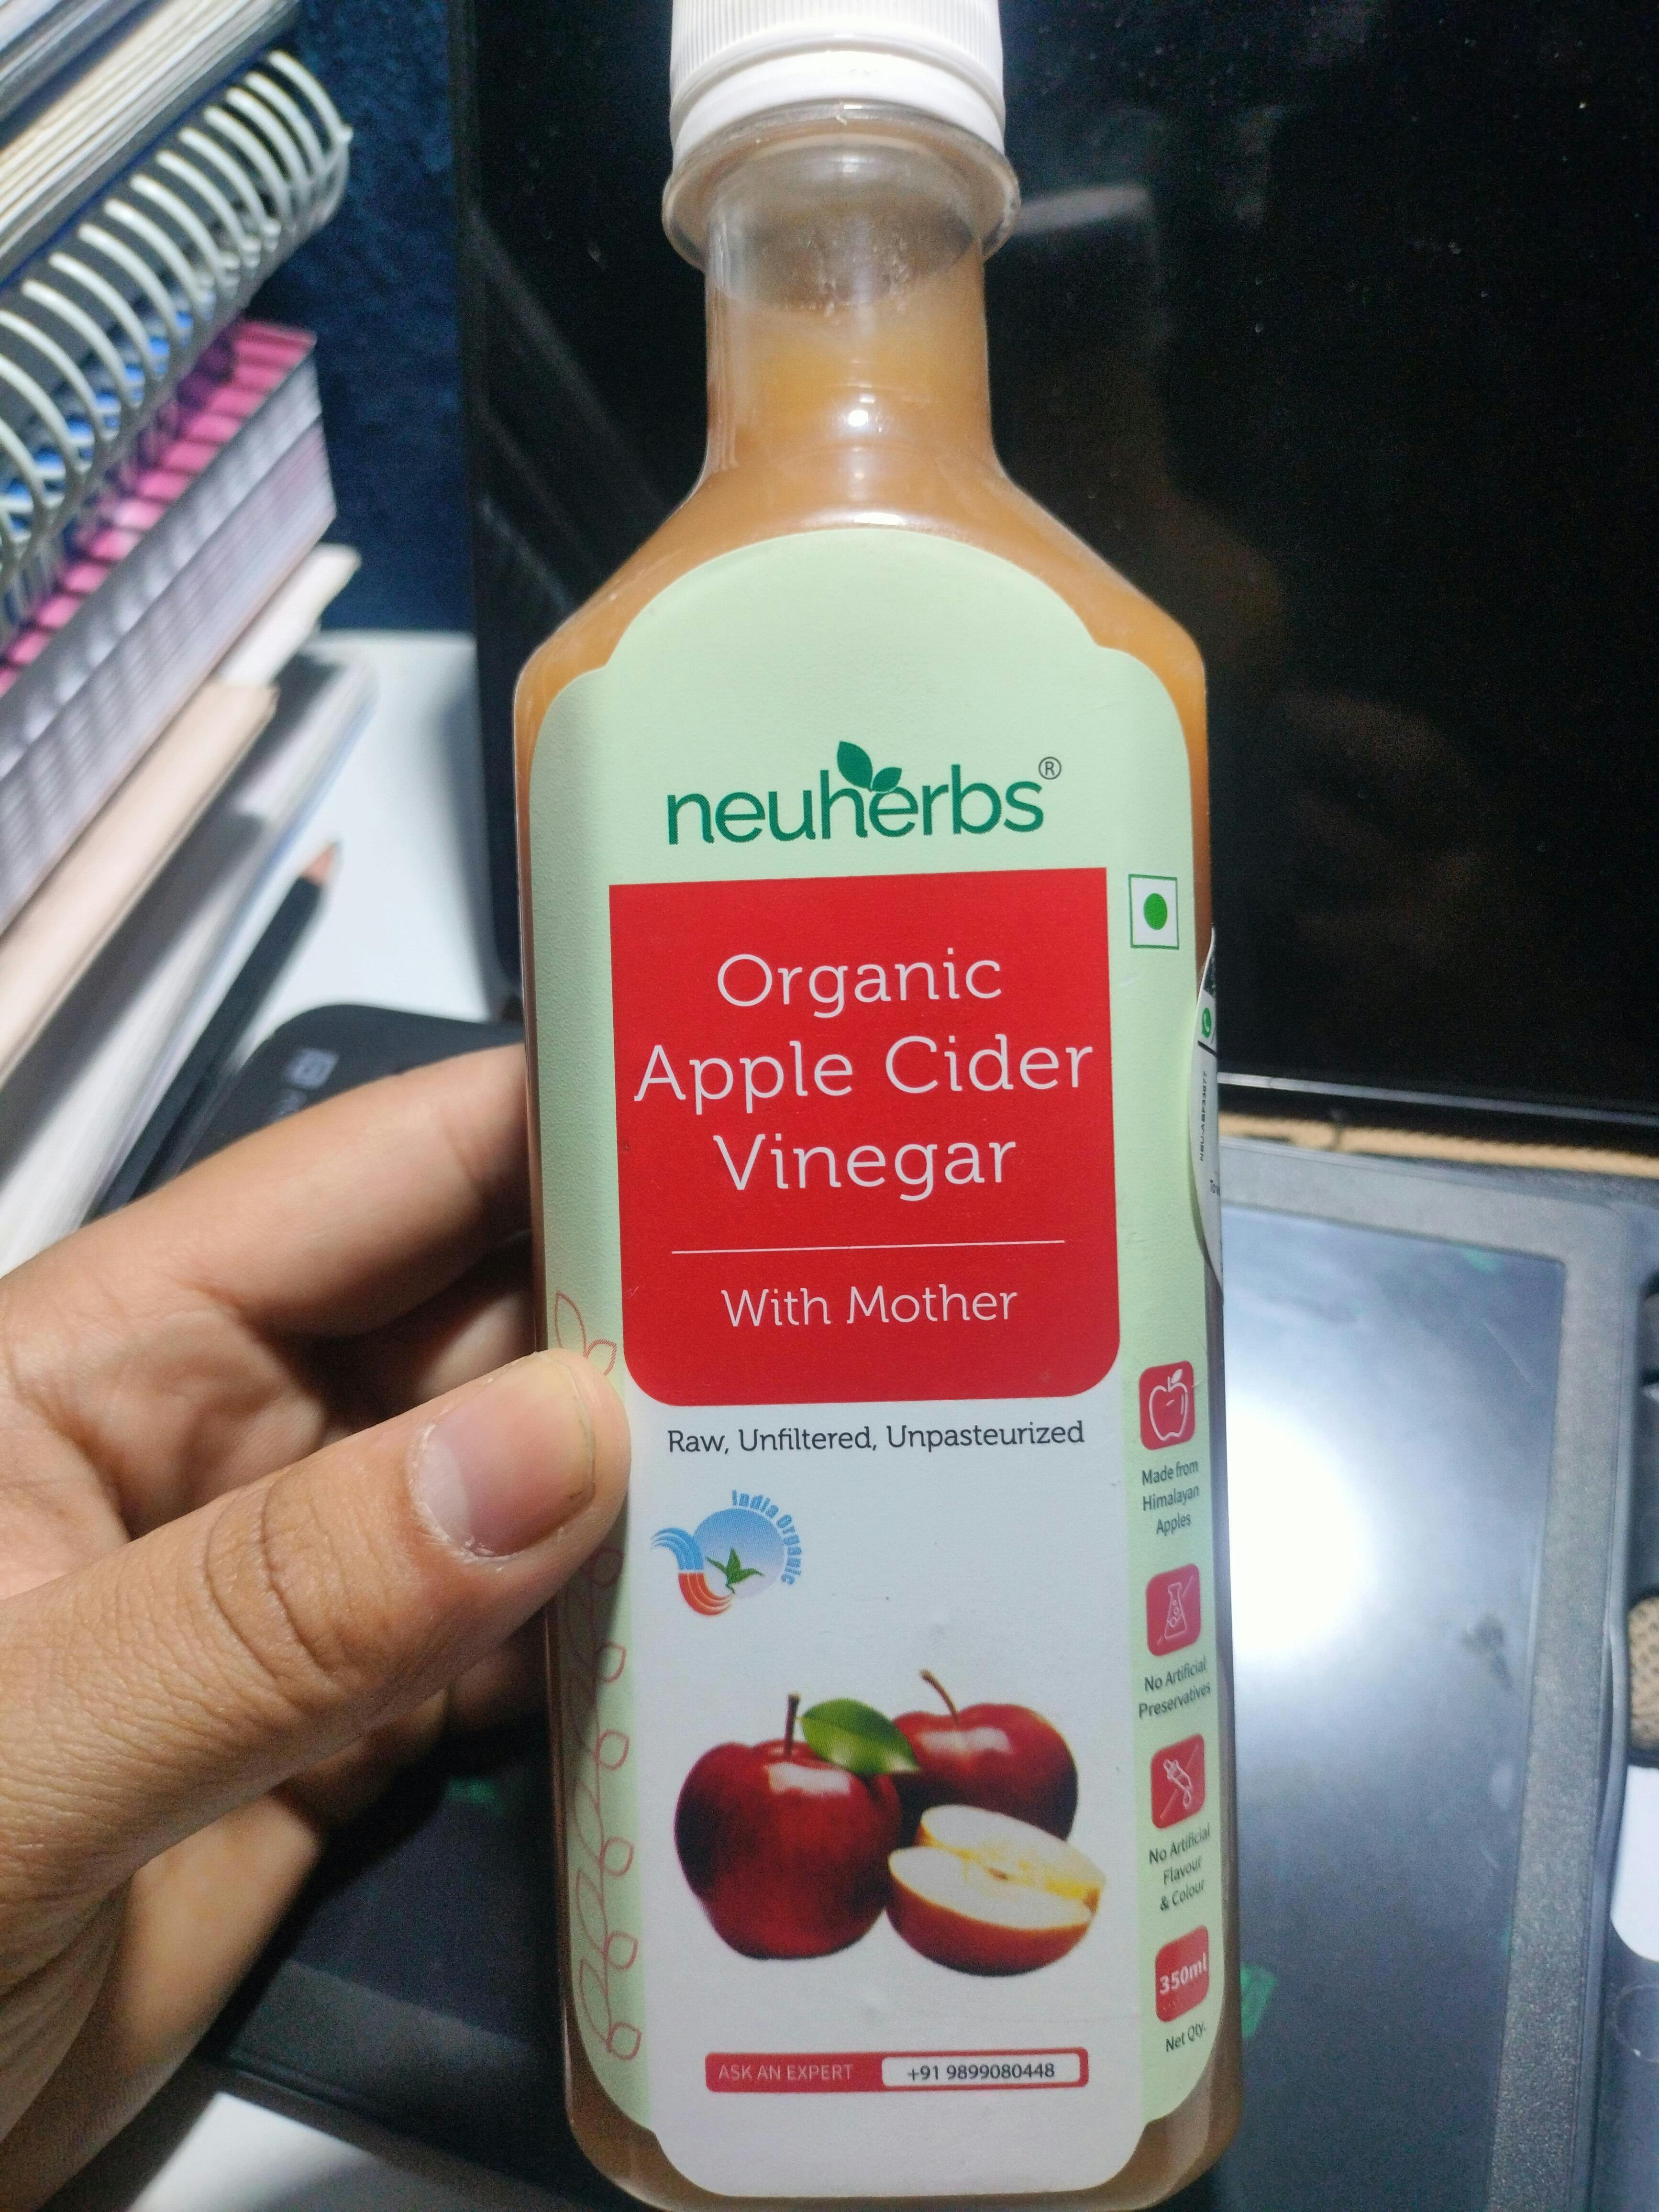 neuherbs®
Organic
Apple Cider
Vinegar
With Mother
Raw, Unfiltered, Unpasteurized
India Organic
Made from
Himalayan
Apples
No Artificial
Preservatives
No Artificial
Flavour
& Colour
350ml
Net Qty.
ASK AN EXPERT +91 9899080448